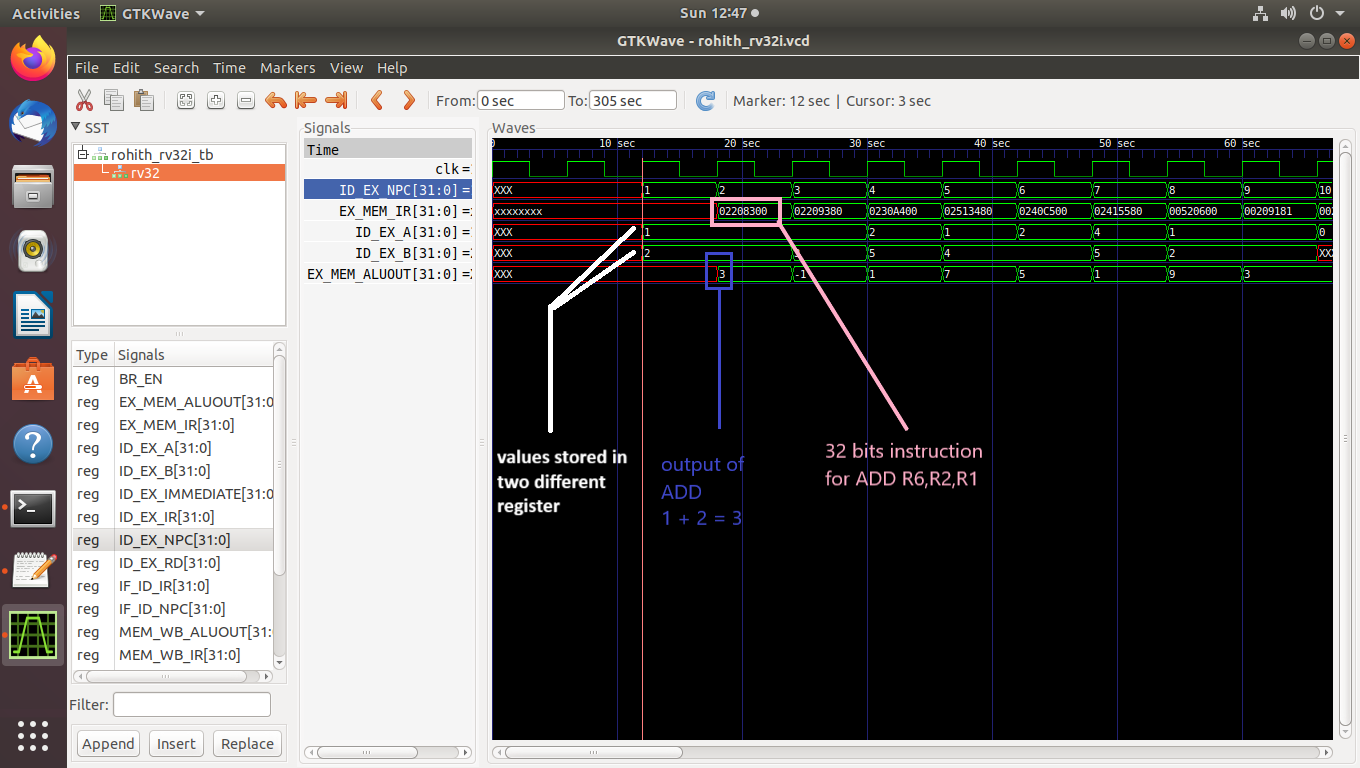 Activities GTKWave Sun 12:47
GTKWave - rohith_rv32i.vcd
File Edit Search Time Markers View Help
From: 0 sec To: 305 sec Marker: 12 sec | Cursor: 3 sec
SST
rohith_rv32i_tb
rv32
Type Signals
reg BR_EN
reg EX_MEM_ALUOUT[31:0
reg EX_MEM_IR[31:0]
reg ID_EX_A[31:0]
reg ID_EX_B[31:0]
reg ID_EX_IMMEDIATE[31:0]
reg ID_EX_IR[31:0]
reg ID_EX_NPC[31:0]
reg ID_EX_RD[31:0]
reg IF_ID_IR[31:0]
reg IF_ID_NPC[31:0]
reg MEM_WB_ALUOUT[31:
reg MEM_WB_IR[31:0]
Filter:
Append Insert Replace
Signals
Time
clk=
ID_EX_NPC[31:0] =
EX_MEM_IR[31:0] =
ID_EX_A[31:0] =
ID_EX_B[31:0] =
EX_MEM_ALUOUT[31:0] =
Waves
0 10 sec 20 sec 30 sec 40 sec 50 sec 60 sec
XXX 1 2 3 4 5 6 7 8 9 10
xxxxxxxx 02208300 02209380 0230A400 02513480 0240C500 02415580 00520600 00209181 00
XXX 1 2 1 2 4 1 0
XXX 2 5 4 5 2 XX
XXX 3 -1 1 7 5 1 9 3
values stored in
two different
register
output of
ADD
1 + 2 = 3
32 bits instruction
for ADD R6,R2,R1